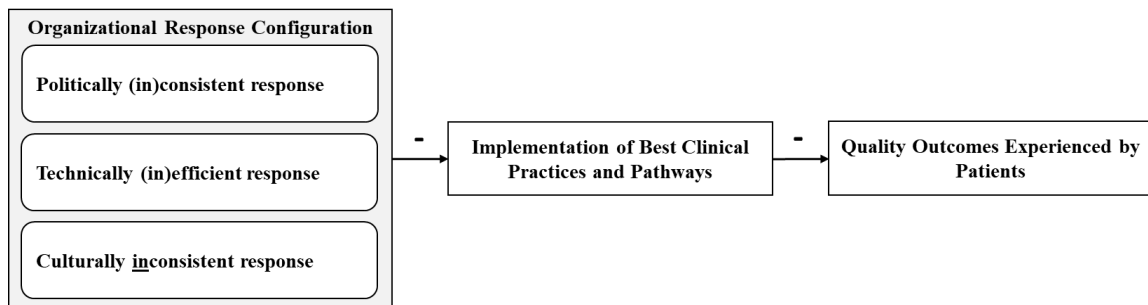 Organizational Response Configuration
Politically (in)consistent response
Technically (in)efficient response
Culturally inconsistent response
-
Implementation of Best Clinical
Practices and Pathways
-
Quality Outcomes Experienced by
Patients